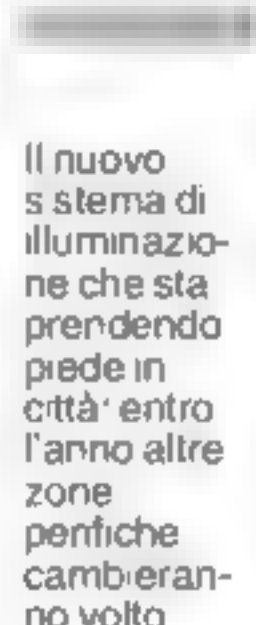 Il nuovo
sistema di
illuminazio-
ne che sta
prendendo
piede in
città: entro
l'anno altre
zone
perifiche
cambieran-
no volto